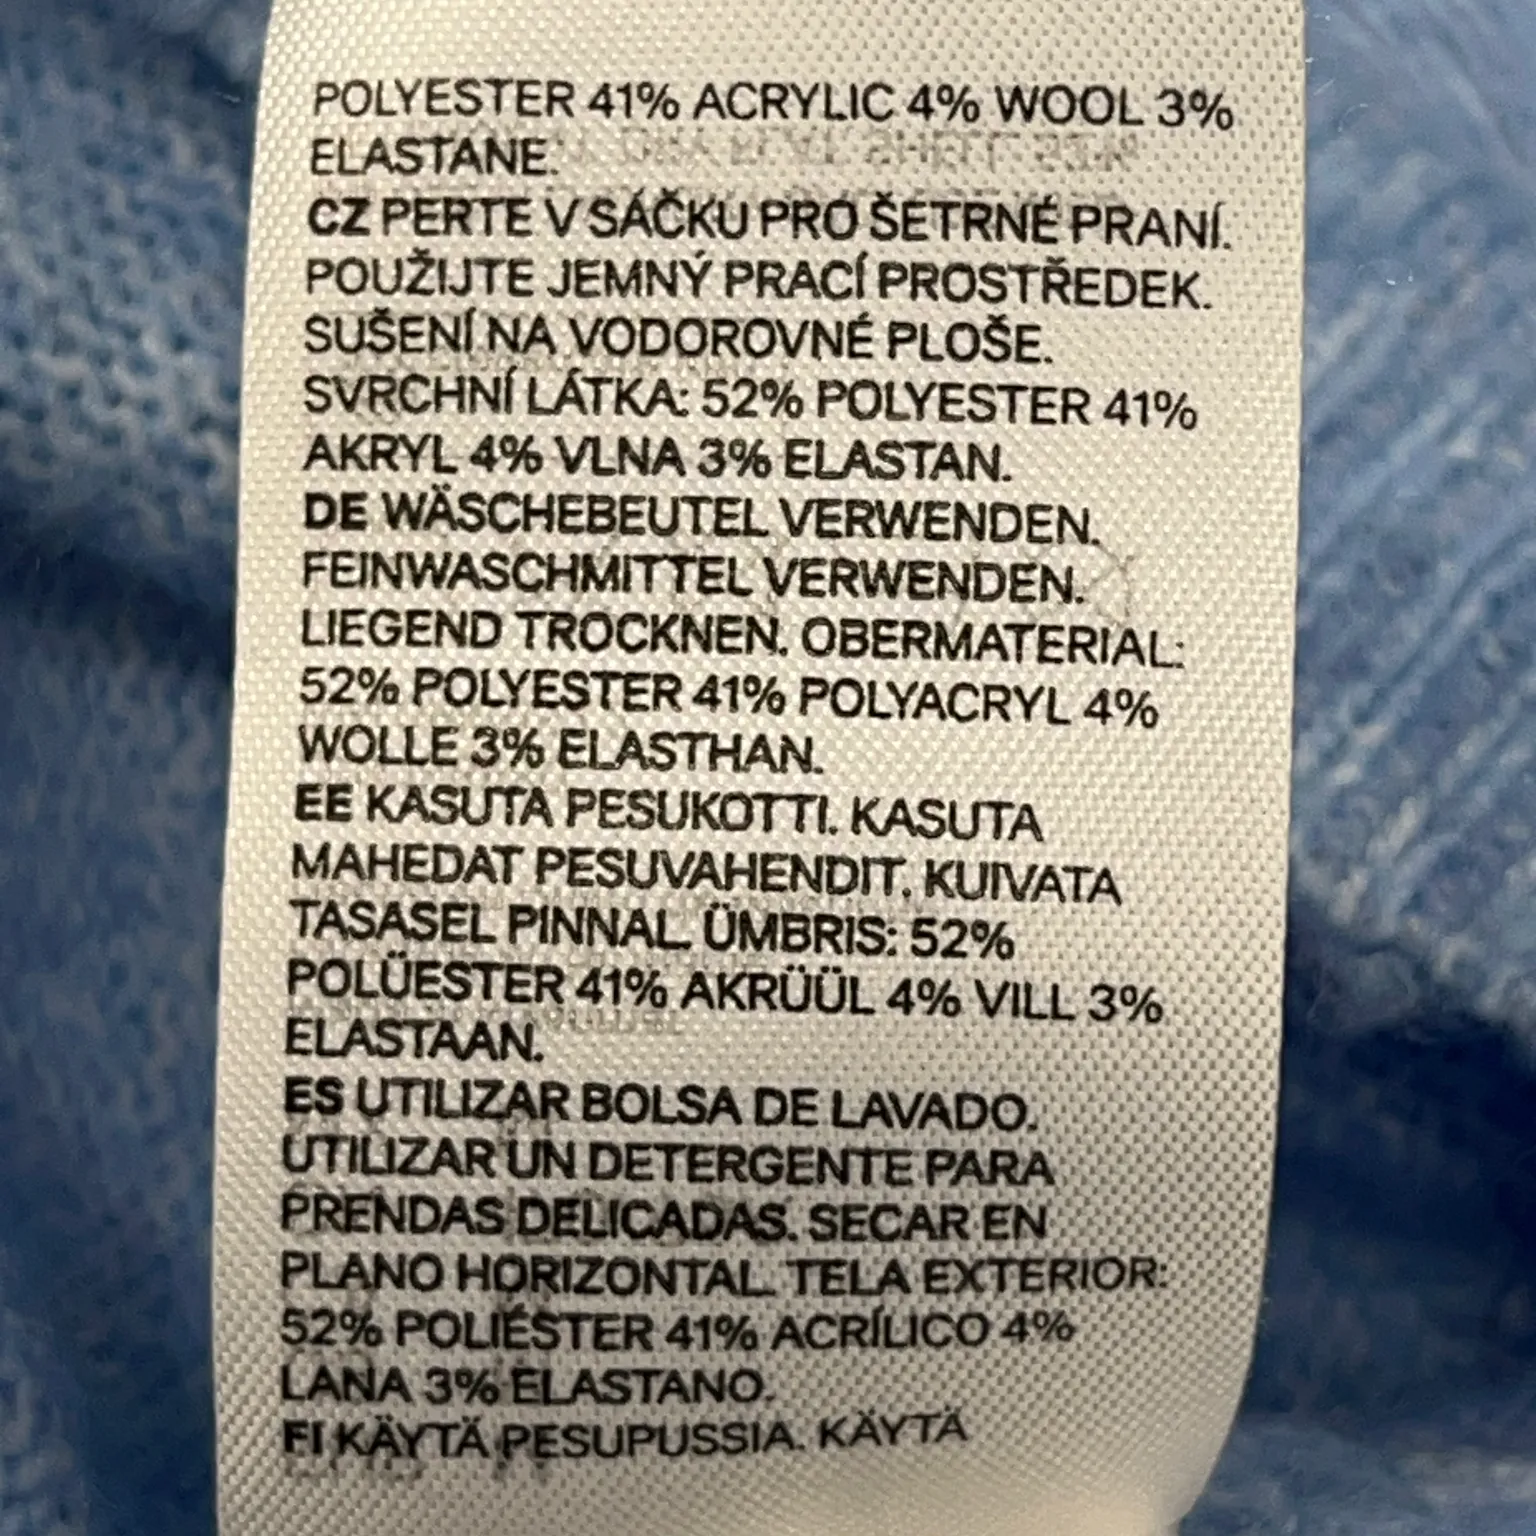 POLYESTER 41% ACRYLIC 4% WOOL 3%
ELASTANE.
CZ PERTE V SÁČKU PRO ŠETRNÉ PRANÍ.
POUŽIJTE JEMNÝ PRACÍ PROSTŘEDEK.
SUŠENÍ NA VODOROVNÉ PLOŠE.
SVRCHNÍ LÁTKA: 52% POLYESTER 41%
AKRYL 4% VLNA 3% ELASTAN.
DE WÄSCHEBEUTEL VERWENDEN.
FEINWASCHMITTEL VERWENDEN.
LIEGEND TROCKNEN. OBERMATERIAL:
52% POLYESTER 41% POLYACRYL 4%
WOLLE 3% ELASTHAN.
EE KASUTA PESUKOTTI. KASUTA
MAHEDAT PESUVAHENDIT. KUIVATA
TASASEL PINNAL. ÜMBRIS: 52%
POLÜESTER 41% AKRÜÜL 4% VILL 3%
ELASTAAN.
ES UTILIZAR BOLSA DE LAVADO.
UTILIZAR UN DETERGENTE PARA
PRENDAS DELICADAS. SECAR EN
PLANO HORIZONTAL. TELA EXTERIOR:
52% POLIÉSTER 41% ACRÍLICO 4%
LANA 3% ELASTANO.
FI KÄYTÄ PESUPUSSIA. KÄYTÄ